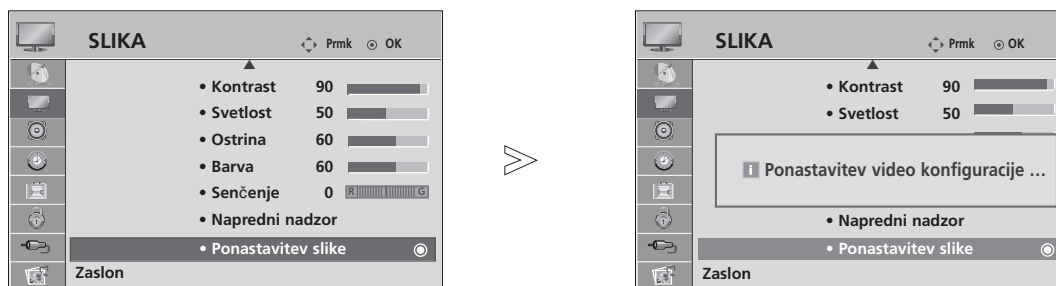 SLIKA Prmk OK
• Kontrast 90
• Svetlost 50
• Ostrina 60
• Barva 60
• Senčenje 0 R G
• Napredni nadzor
• Ponastavitev slike
Zaslon
SLIKA Prmk OK
• Kontrast 90
• Svetlost 50
i Ponastavitev video konfiguracije ...
• Napredni nadzor
• Ponastavitev slike
Zaslon